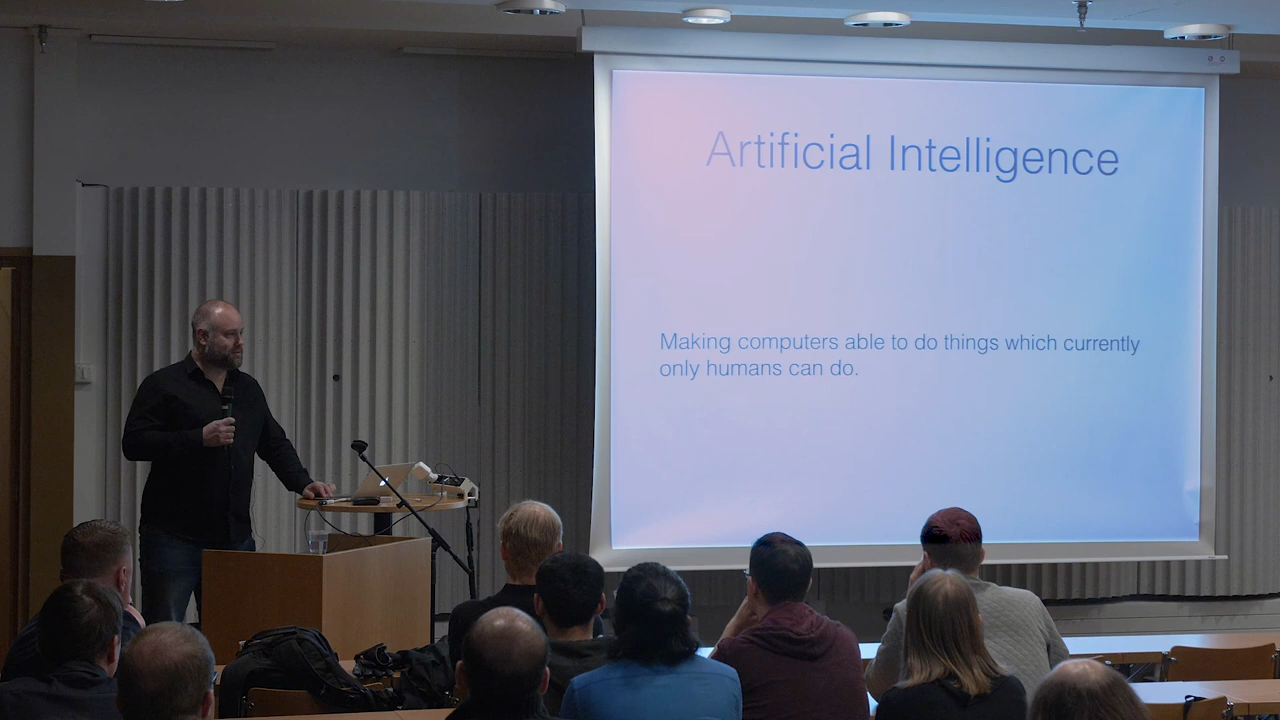 Artificial Intelligence
Making computers able to do things which currently
only humans can do.